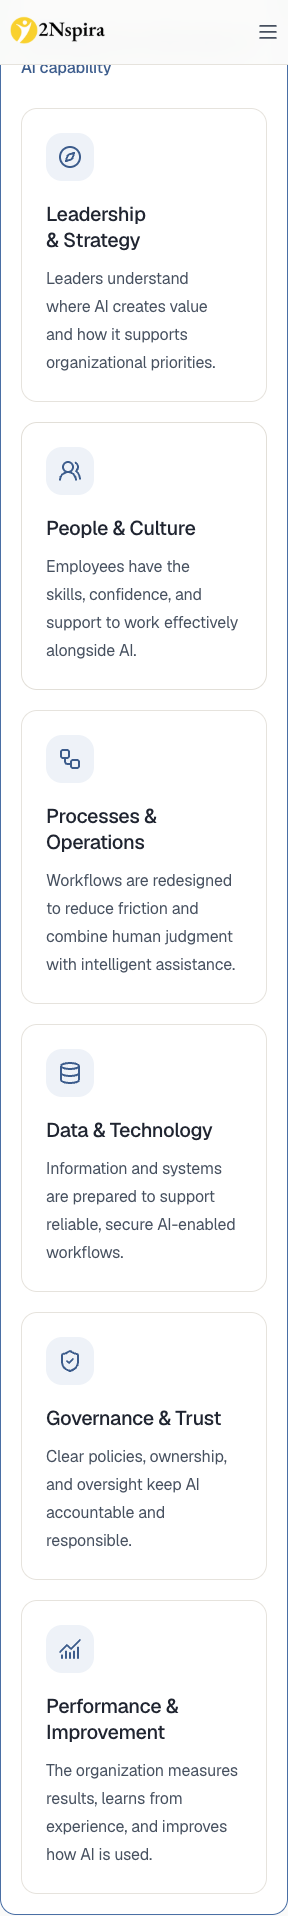 2Nspira
AI capability
Leadership
& Strategy
Leaders understand
where AI creates value
and how it supports
organizational priorities.
People & Culture
Employees have the
skills, confidence, and
support to work effectively
alongside AI.
Processes &
Operations
Workflows are redesigned
to reduce friction and
combine human judgment
with intelligent assistance.
Data & Technology
Information and systems
are prepared to support
reliable, secure AI-enabled
workflows.
Governance & Trust
Clear policies, ownership,
and oversight keep AI
accountable and
responsible.
Performance &
Improvement
The organization measures
results, learns from
experience, and improves
how AI is used.